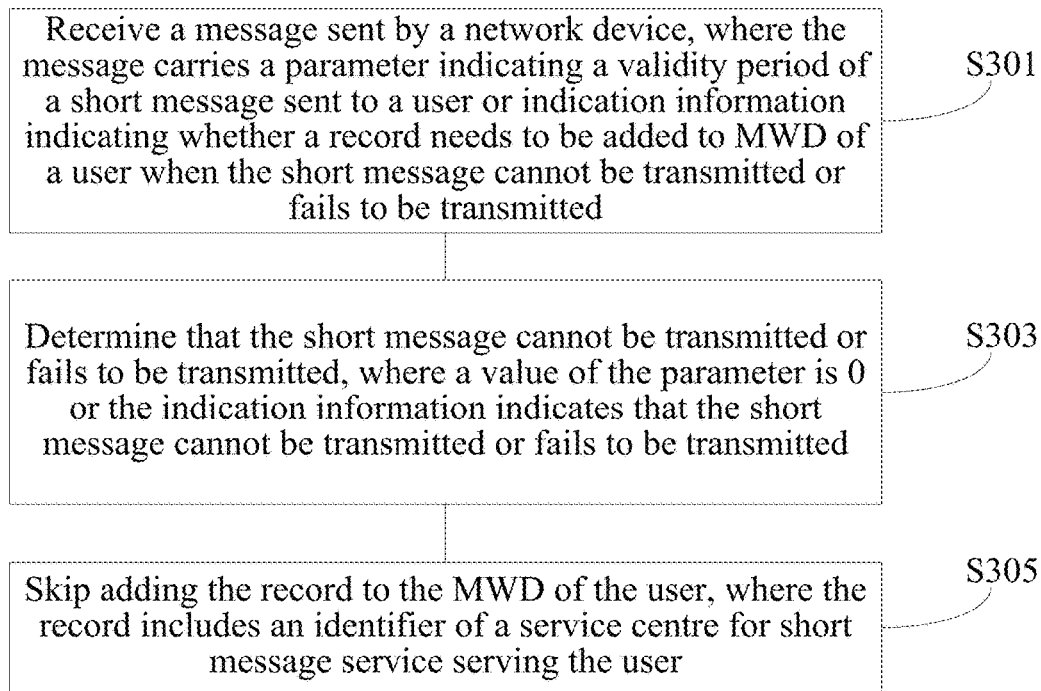 Receive a message sent by a network device, where the
message carries a parameter indicating a validity period of
a short message sent to a user or indication information
indicating whether a record needs to be added to MWD of
a user when the short message cannot be transmitted or
fails to be transmitted
S301
Determine that the short message cannot be transmitted or
fails to be transmitted, where a value of the parameter is 0
or the indication information indicates that the short
message cannot be transmitted or fails to be transmitted
S303
Skip adding the record to the MWD of the user, where the
record includes an identifier of a service centre for short
message service serving the user
S305